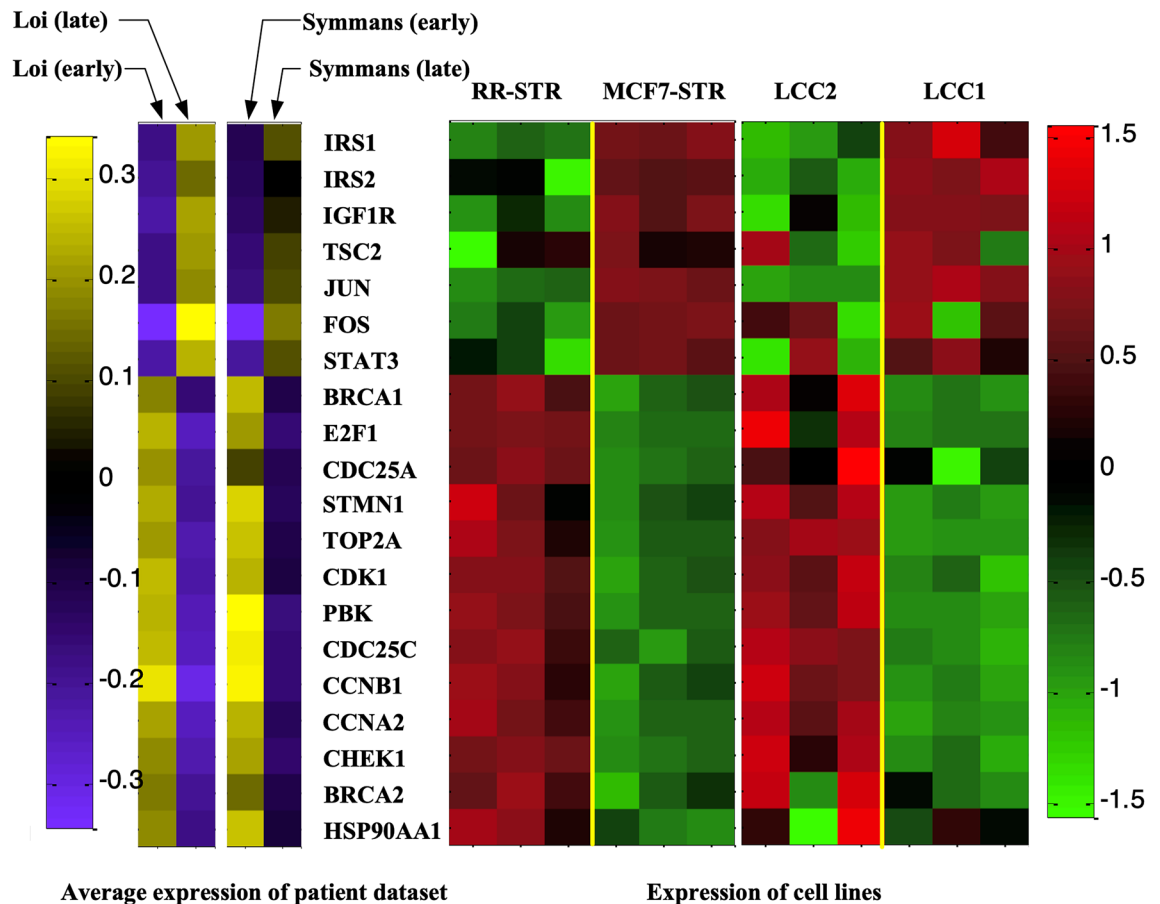 Loi (late)
Symmans (early)
Loi (early)
Symmans (late)
RR-STR MCF7-STR LCC2 LCC1
0.3
0.2
0.1
0
-0.1
-0.2
-0.3
IRS1
IRS2
IGF1R
TSC2
JUN
FOS
STAT3
BRCA1
E2F1
CDC25A
STMN1
TOP2A
CDK1
PBK
CDC25C
CCNB1
CCNA2
CHEK1
BRCA2
HSP90AA1
1.5
1
0.5
0
-0.5
-1
-1.5
Average expression of patient dataset
Expression of cell lines